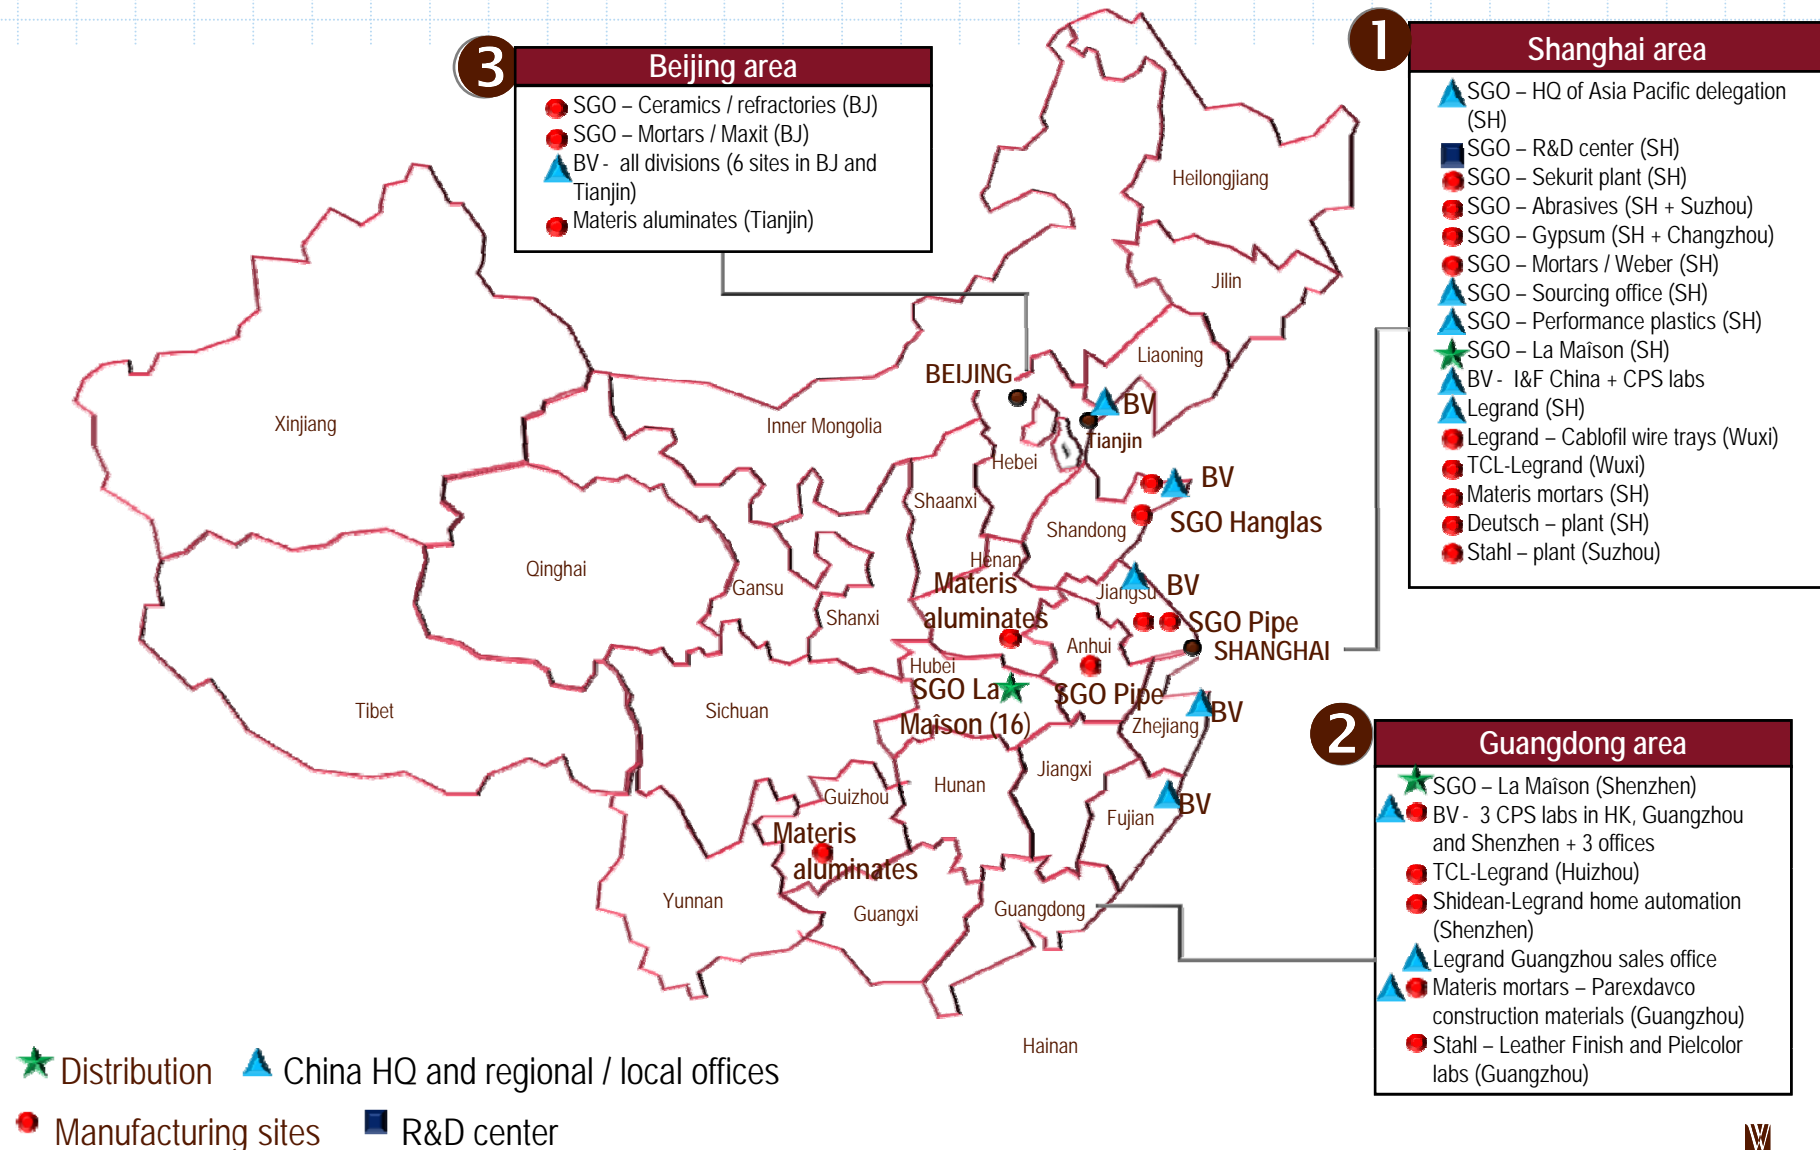 3
Beijing area
SGO – Ceramics / refractories (BJ)
SGO – Mortars / Maxit (BJ)
BV - all divisions (6 sites in BJ and
Tianjin)
Materis aluminates (Tianjin)
1
Shanghai area
SGO – HQ of Asia Pacific delegation
(SH)
SGO – R&D center (SH)
SGO – Sekurit plant (SH)
SGO – Abrasives (SH + Suzhou)
SGO – Gypsum (SH + Changzhou)
SGO – Mortars / Weber (SH)
SGO – Sourcing office (SH)
SGO – Performance plastics (SH)
SGO – La Maîson (SH)
BV - I&F China + CPS labs
Legrand (SH)
Legrand – Cablofil wire trays (Wuxi)
TCL-Legrand (Wuxi)
Materis mortars (SH)
Deutsch – plant (SH)
Stahl – plant (Suzhou)
Heilongjiang
Jilin
Liaoning
BEIJING
BV
Tianjin
Xinjiang
Inner Mongolia
Hebei
BV
Shaanxi
Shandong
SGO Hanglas
Qinghai
Gansu
Henan
Materis
aluminates
Jiangsu
BV
Shanxi
SGO Pipe
Anhui
SHANGHAI
Hubei
SGO La
Maîson (16)
SGO Pipe
Tibet
Sichuan
BV
Zhejiang
Hunan
Jiangxi
Guizhou
BV
Fujian
Materis
aluminates
Yunnan
Guangxi
Guangdong
Hainan
2
Guangdong area
SGO – La Maîson (Shenzhen)
BV - 3 CPS labs in HK, Guangzhou
and Shenzhen + 3 offices
TCL-Legrand (Huizhou)
Shidean-Legrand home automation
(Shenzhen)
Legrand Guangzhou sales office
Materis mortars – Parexdavco
construction materials (Guangzhou)
Stahl – Leather Finish and Pielcolor
labs (Guangzhou)
Distribution
China HQ and regional / local offices
Manufacturing sites
R&D center
W